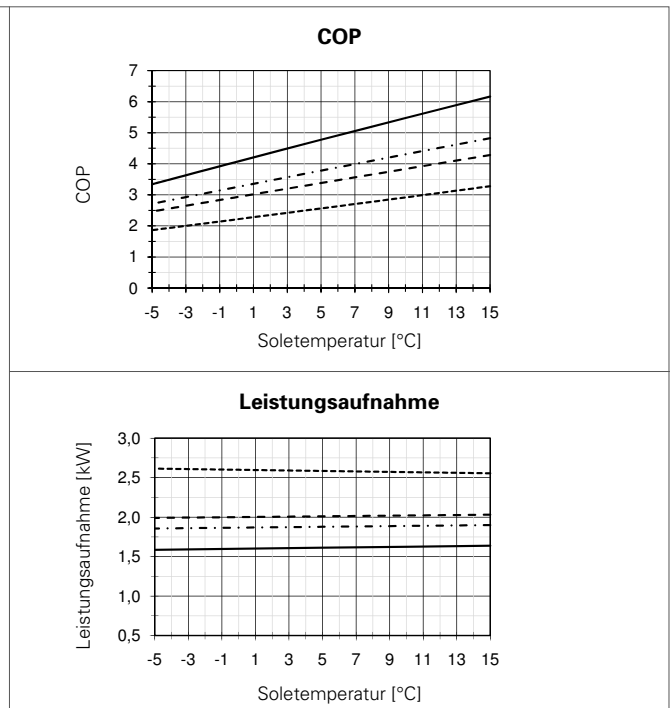 COP
7
6
5
4
3
2
1
0
COP
-5 -3 -1 1 3 5 7 9 11 13 15
Soletemperatur [°C]
Leistungsaufnahme
3,0
2,5
2,0
1,5
1,0
0,5
Leistungsaufnahme [kW]
-5 -3 -1 1 3 5 7 9 11 13 15
Soletemperatur [°C]